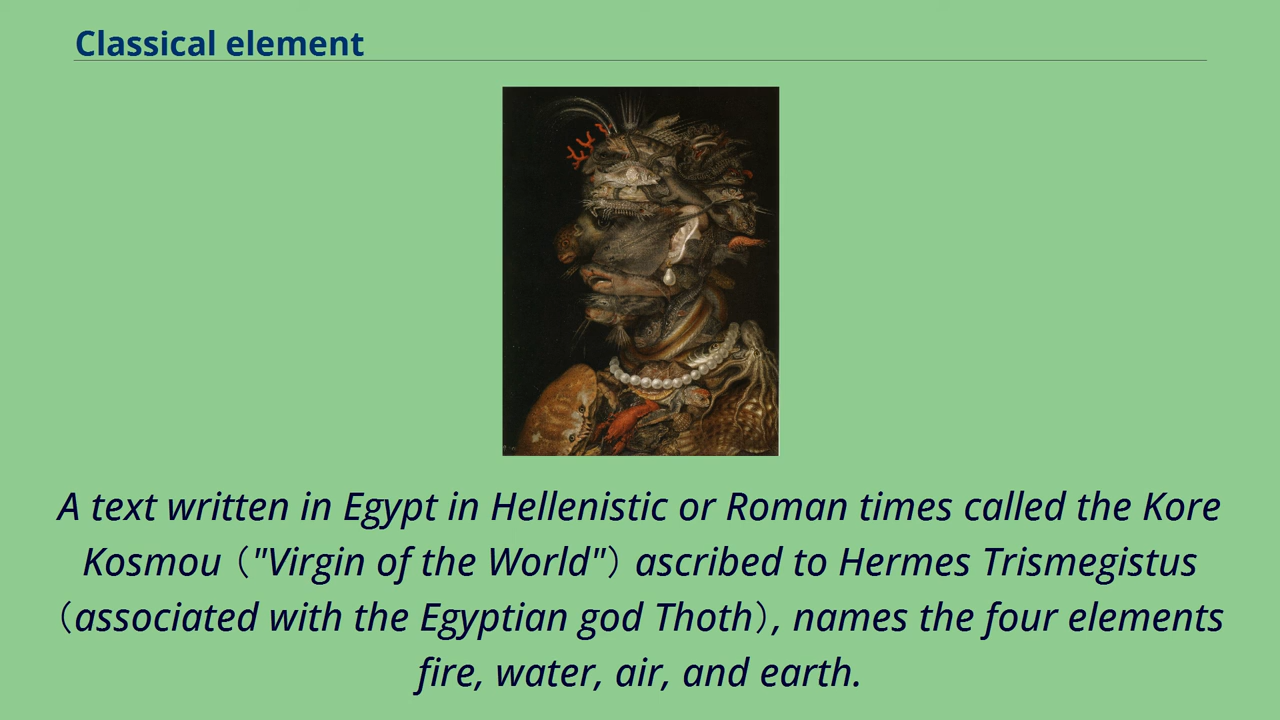 Classical element
A text written in Egypt in Hellenistic or Roman times called the Kore
Kosmou（"Virgin of the World"）ascribed to Hermes Trismegistus
（associated with the Egyptian god Thoth）, names the four elements
fire, water, air, and earth.